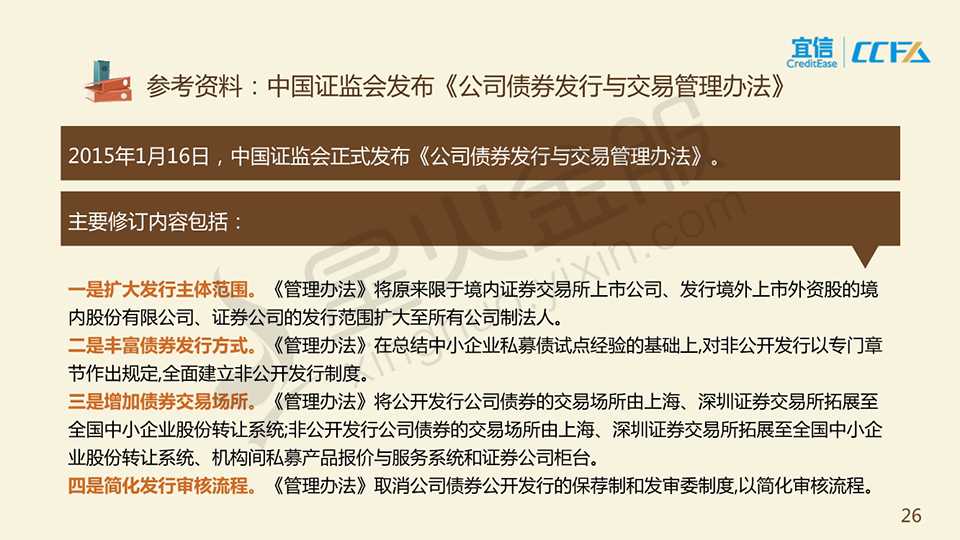 宜信
CreditEase
CCFA
参考资料：中国证监会发布《公司债券发行与交易管理办法》
2015年1月16日，中国证监会正式发布《公司债券发行与交易管理办法》。
主要修订内容包括：
一是扩大发行主体范围。《管理办法》将原来限于境内证券交易所上市公司、发行境外上市外资股的境
内股份有限公司、证券公司的发行范围扩大至所有公司制法人。
二是丰富债券发行方式。《管理办法》在总结中小企业私募债试点经验的基础上,对非公开发行以专门章
节作出规定,全面建立非公开发行制度。
三是增加债券交易场所。《管理办法》将公开发行公司债券的交易场所由上海、深圳证券交易所拓展至
全国中小企业股份转让系统;非公开发行公司债券的交易场所由上海、深圳证券交易所拓展至全国中小企
业股份转让系统、机构间私募产品报价与服务系统和证券公司柜台。
四是简化发行审核流程。《管理办法》取消公司债券公开发行的保荐制和发审委制度,以简化审核流程。
星火金服
xinghuo.yixin.com
26